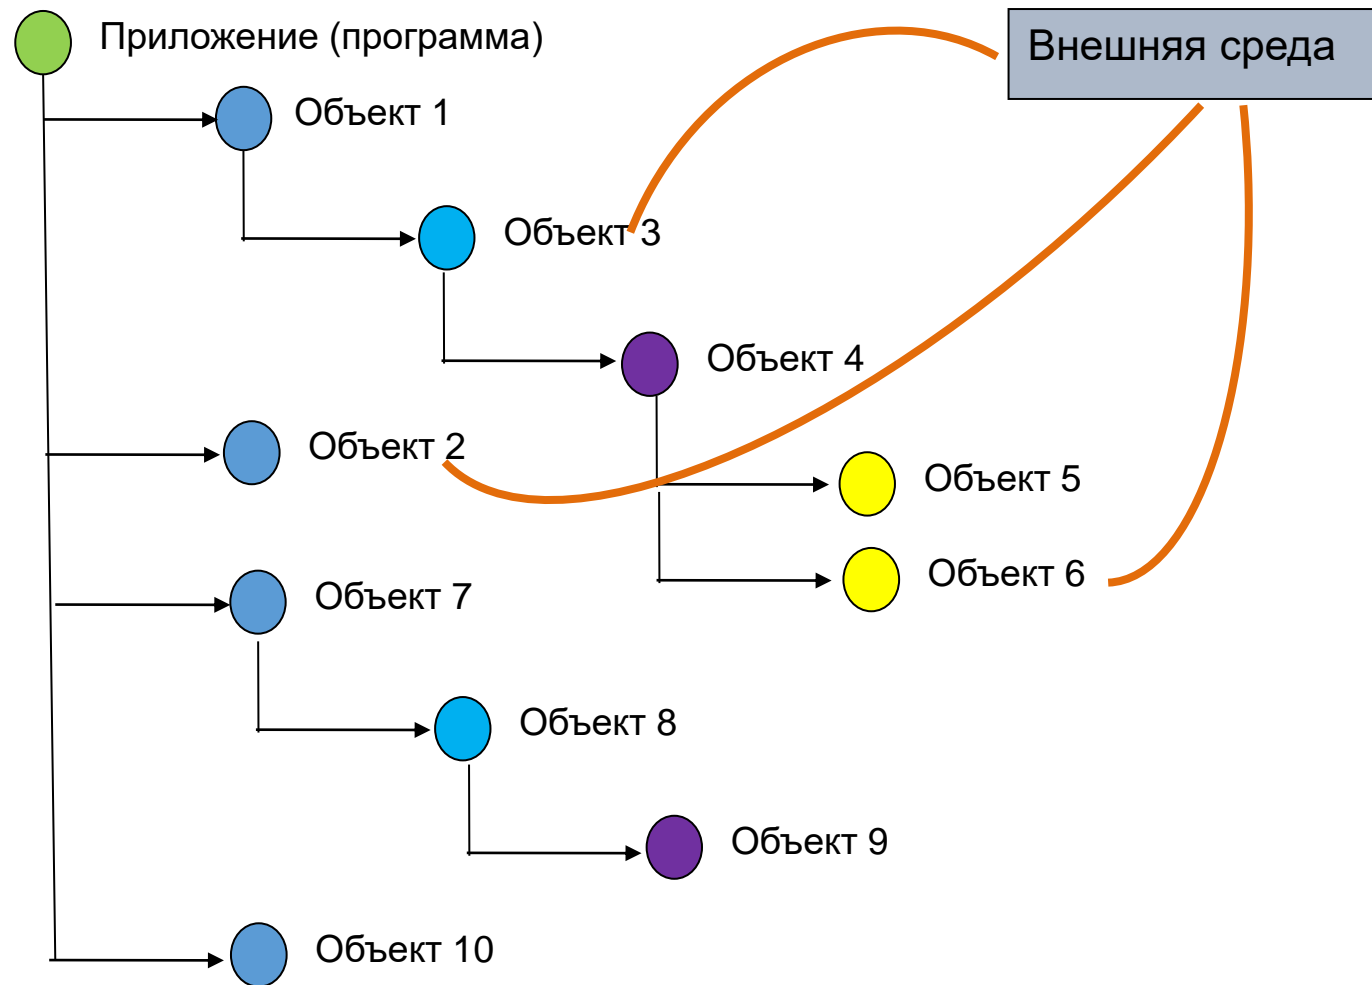 Приложение (программа)
Внешняя среда
Объект 1
Объект 3
Объект 4
Объект 2
Объект 5
Объект 6
Объект 7
Объект 8
Объект 9
Объект 10